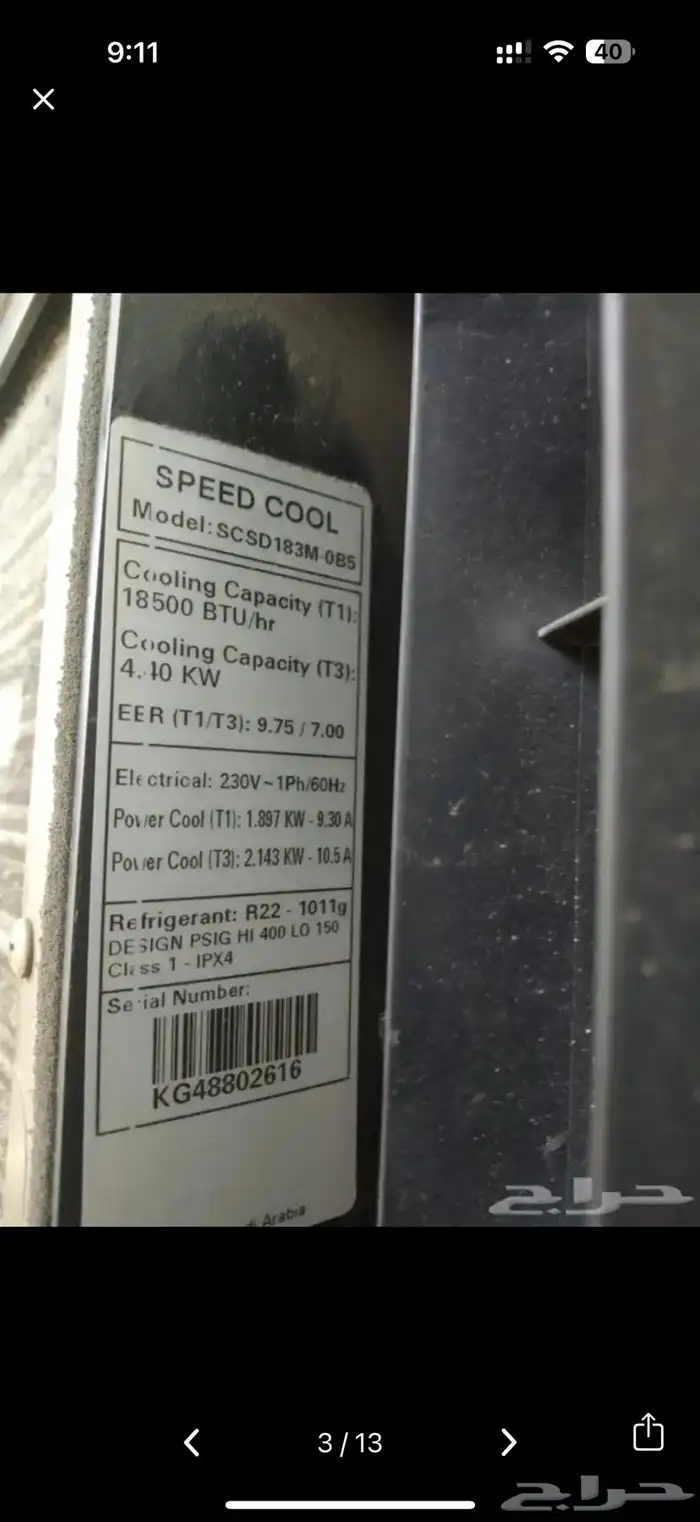 9:11
40
SPEED COOL
Model: SCSD183M-0B5
Cooling Capacity (T1):
18500 BTU/hr
Cooling Capacity (T3):
4.40 KW
EER (T1/T3): 9.75 / 7.00
Electrical: 230V~1Ph/60Hz
Power Cool (T1): 1.897 KW - 9.30 A
Power Cool (T3): 2.143 KW - 10.5 A
Refrigerant: R22 - 1011g
DESIGN PSIG HI 400 LO 150
Class 1 - IPX4
Serial Number:
KG48802616
Arabia
حراج
3 / 13
حراج